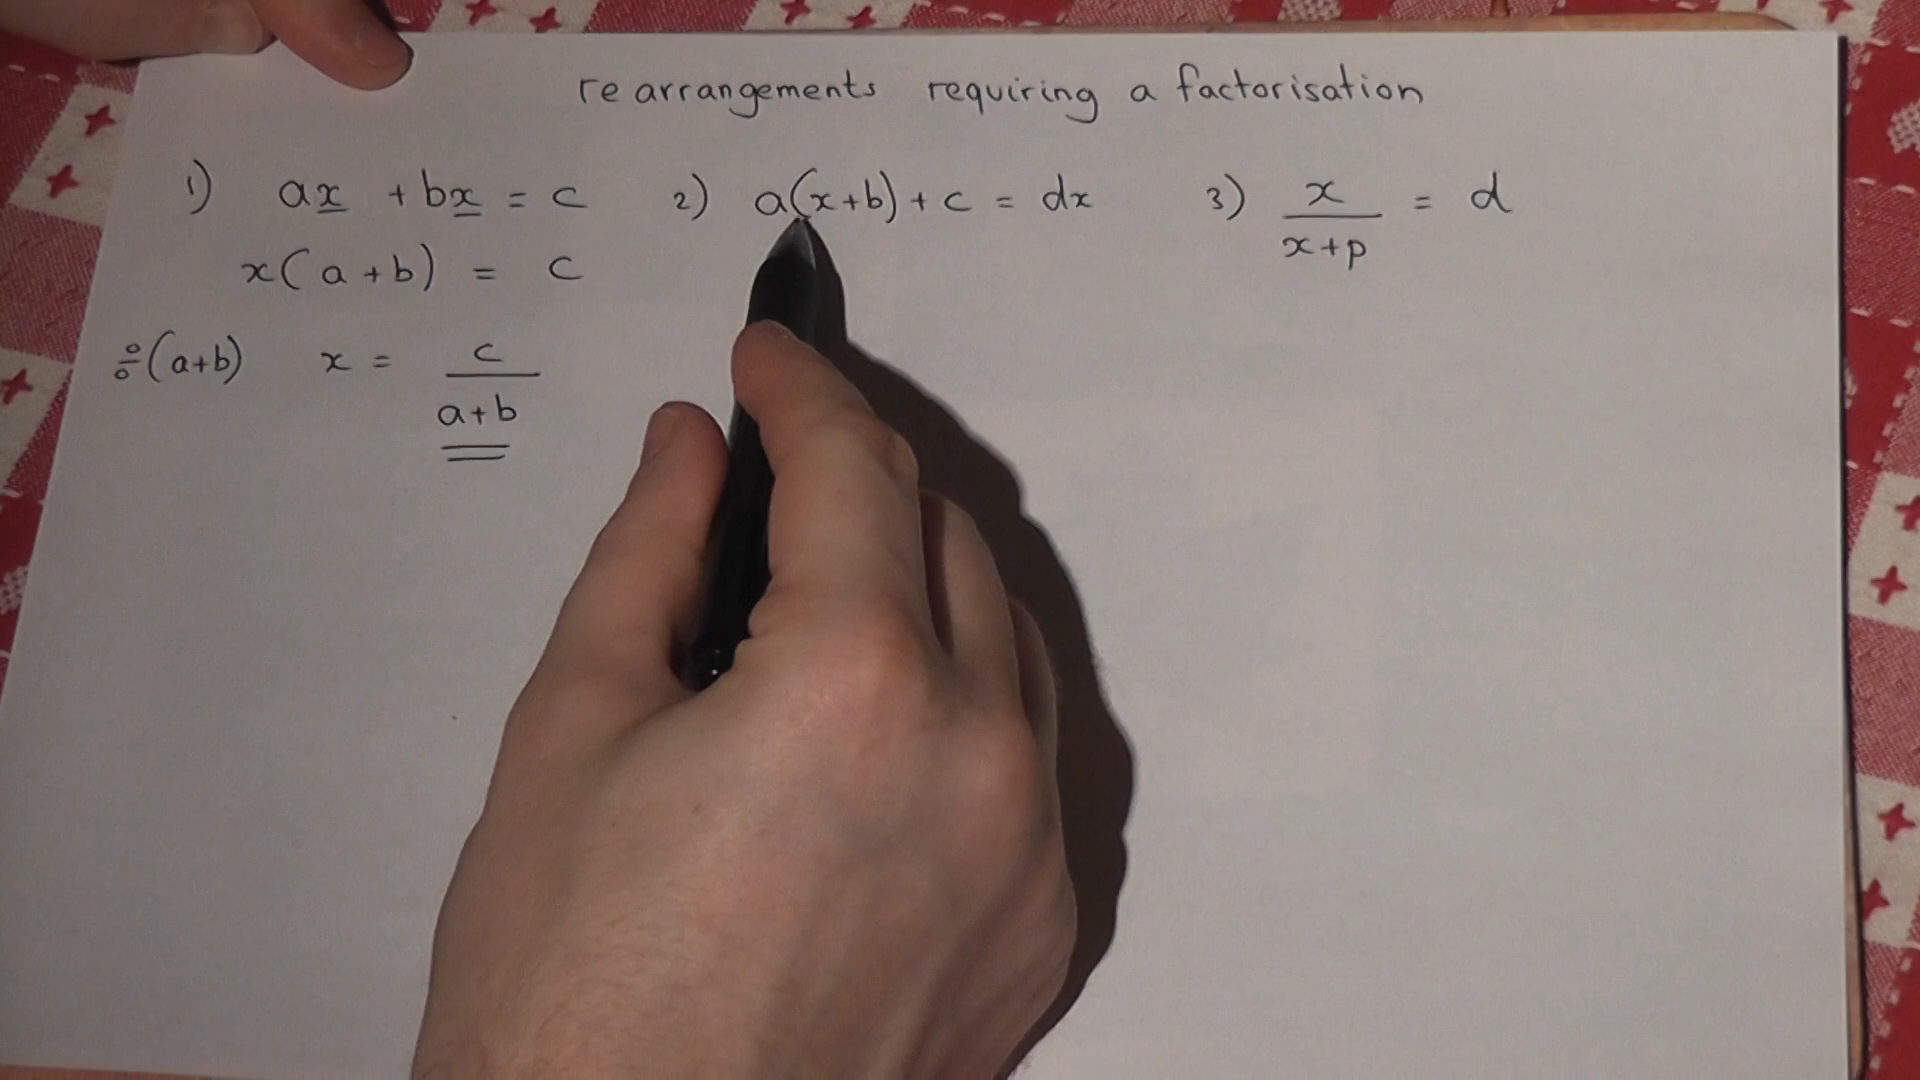 rearrangements requiring a factorisation
1) ax + bx = c
x(a+b) = c
÷(a+b) x = c
a+b
2) a(x+b) + c = dx
3) x = d
x+p